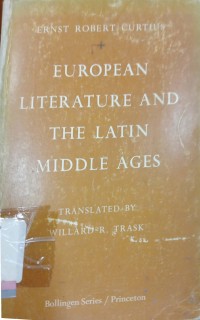 ERNST ROBERT CURTIUS
EUROPEAN
LITERATURE AND
THE LATIN
MIDDLE AGES
TRANSLATED BY
WILLARD R. TRASK
Bollingen Series / Princeton